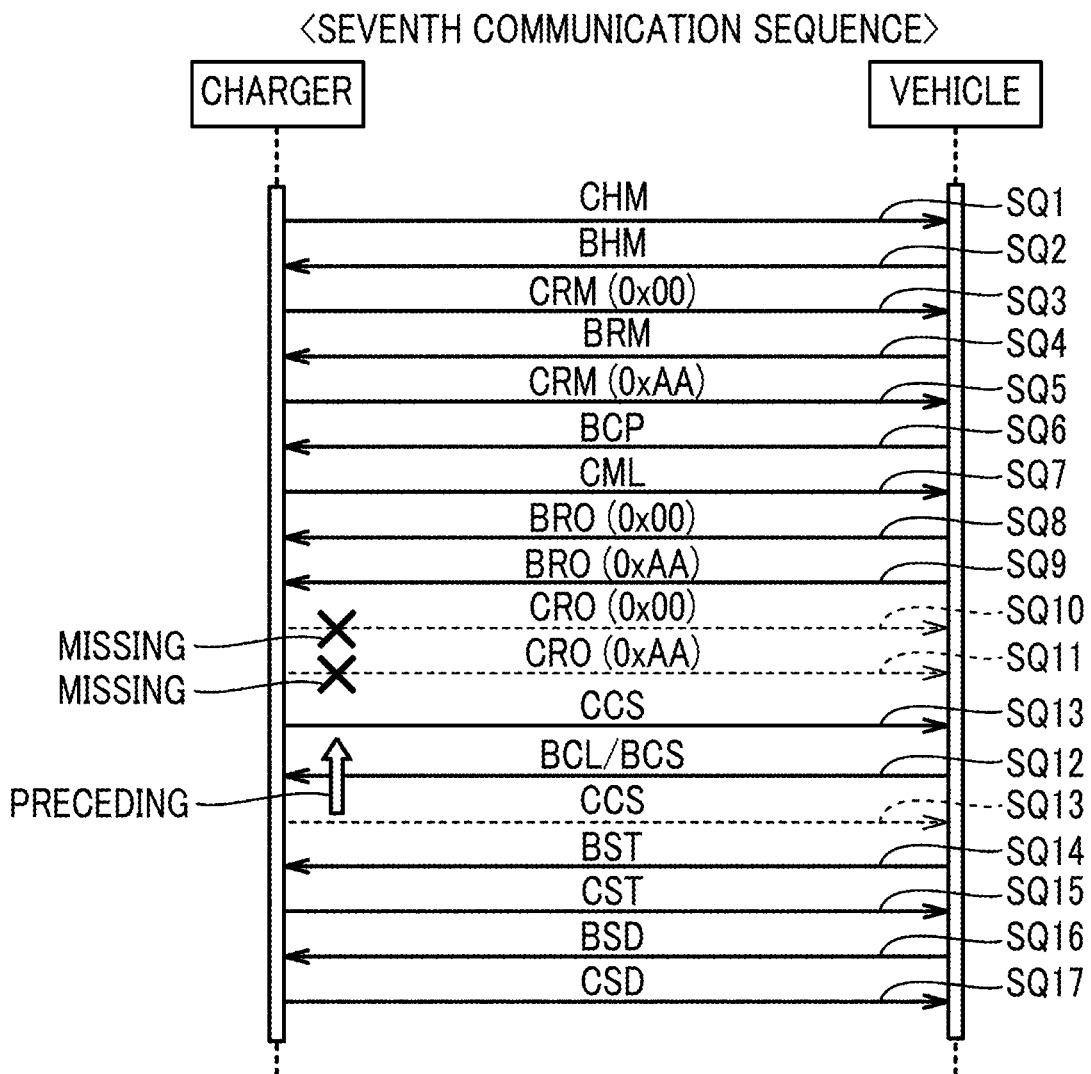 <SEVENTH COMMUNICATION SEQUENCE>
CHARGER VEHICLE
CHM SQ1
BHM SQ2
CRM (0x00) SQ3
BRM SQ4
CRM (0xAA) SQ5
BCP SQ6
CML SQ7
BRO (0x00) SQ8
BRO (0xAA) SQ9
CRO (0x00) SQ10
MISSING
CRO (0xAA) SQ11
MISSING
CCS SQ13
BCL/BCS SQ12
PRECEDING
CCS SQ13
BST SQ14
CST SQ15
BSD SQ16
CSD SQ17